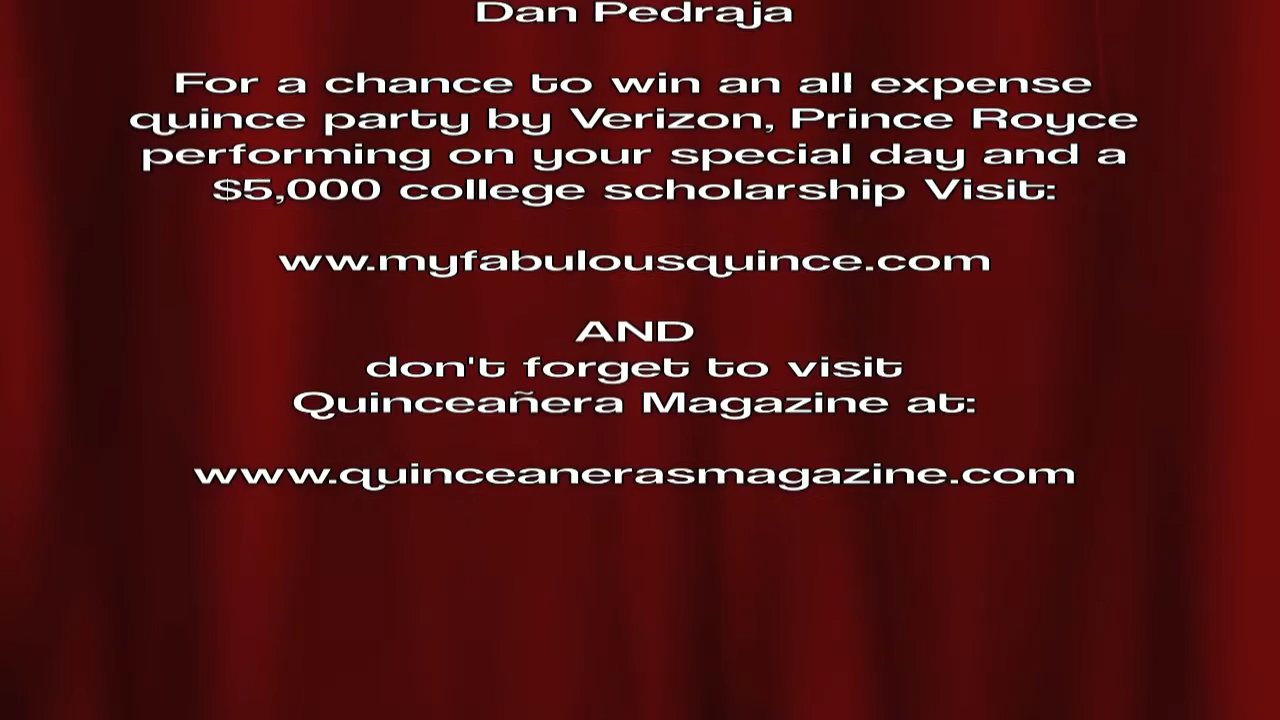 Dan Pedraja
For a chance to win an all expense
quince party by Verizon, Prince Royce
performing on your special day and a
$5,000 college scholarship Visit:
ww.myfabulousquince.com
AND
don't forget to visit
Quinceañera Magazine at:
www.quinceanerasmagazine.com